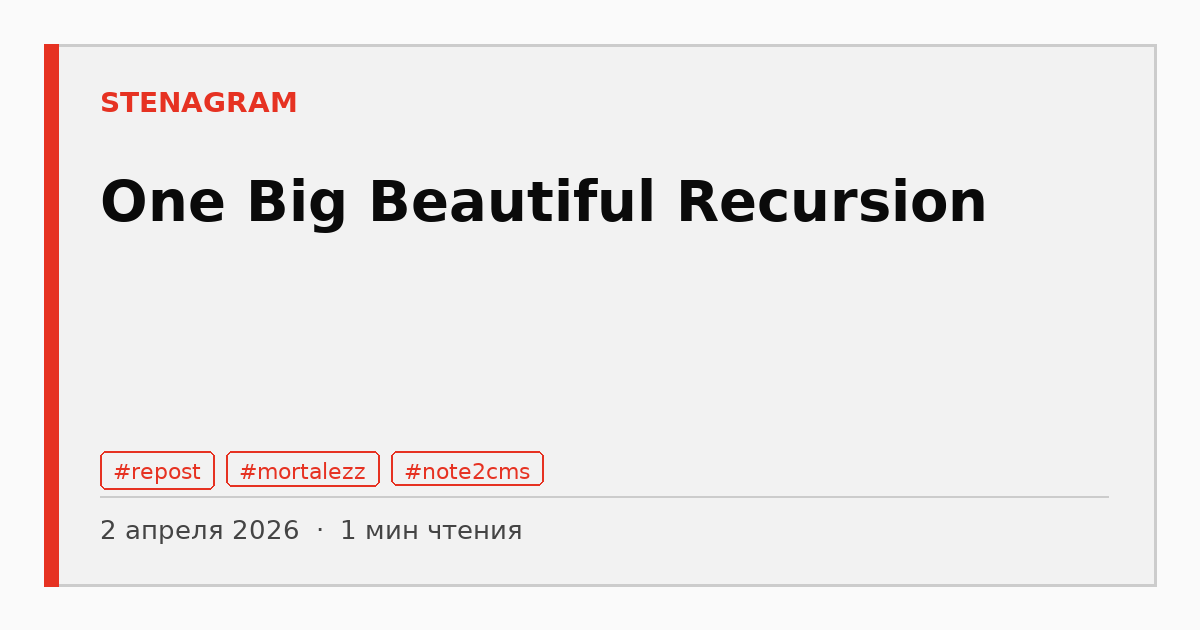 STENAGRAM
One Big Beautiful Recursion
#repost #mortalezz #note2cms
2 апреля 2026 · 1 мин чтения